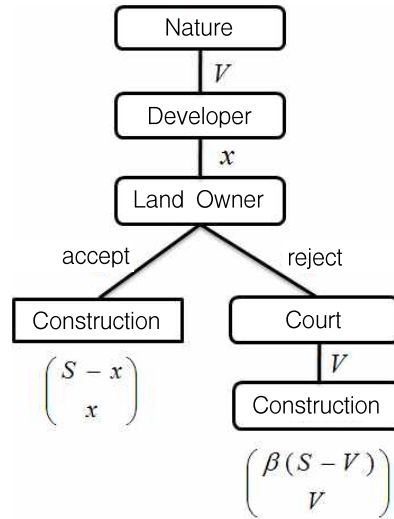 Nature
V
Developer
x
Land Owner
accept
reject
Construction
Court
S - x
x
V
Construction
β(S - V)
V